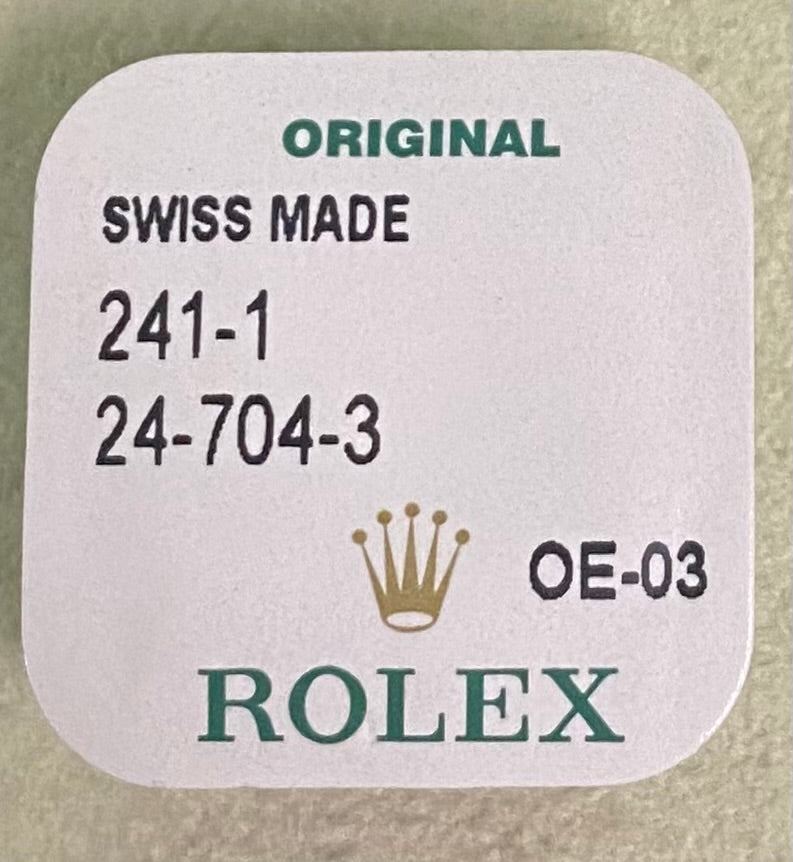 ORIGINAL
SWISS MADE
241-1
24-704-3
OE-03
ROLEX